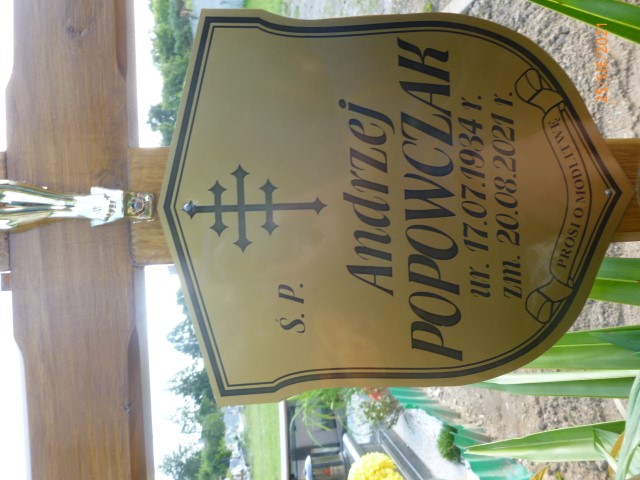 Ś. P.
Andrzej
POPOWCZAK
ur. 17.07.1934 r.
zm. 20.08.2021 r.
PROSI O MODLITWĘ